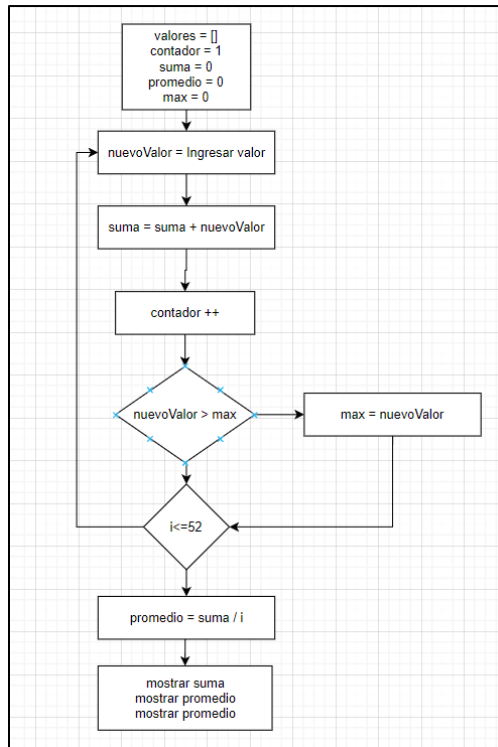 valores = []
contador = 1
suma = 0
promedio = 0
max = 0
nuevoValor = Ingresar valor
suma = suma + nuevoValor
contador ++
nuevoValor > max
max = nuevoValor
i<=52
promedio = suma / i
mostrar suma
mostrar promedio
mostrar promedio